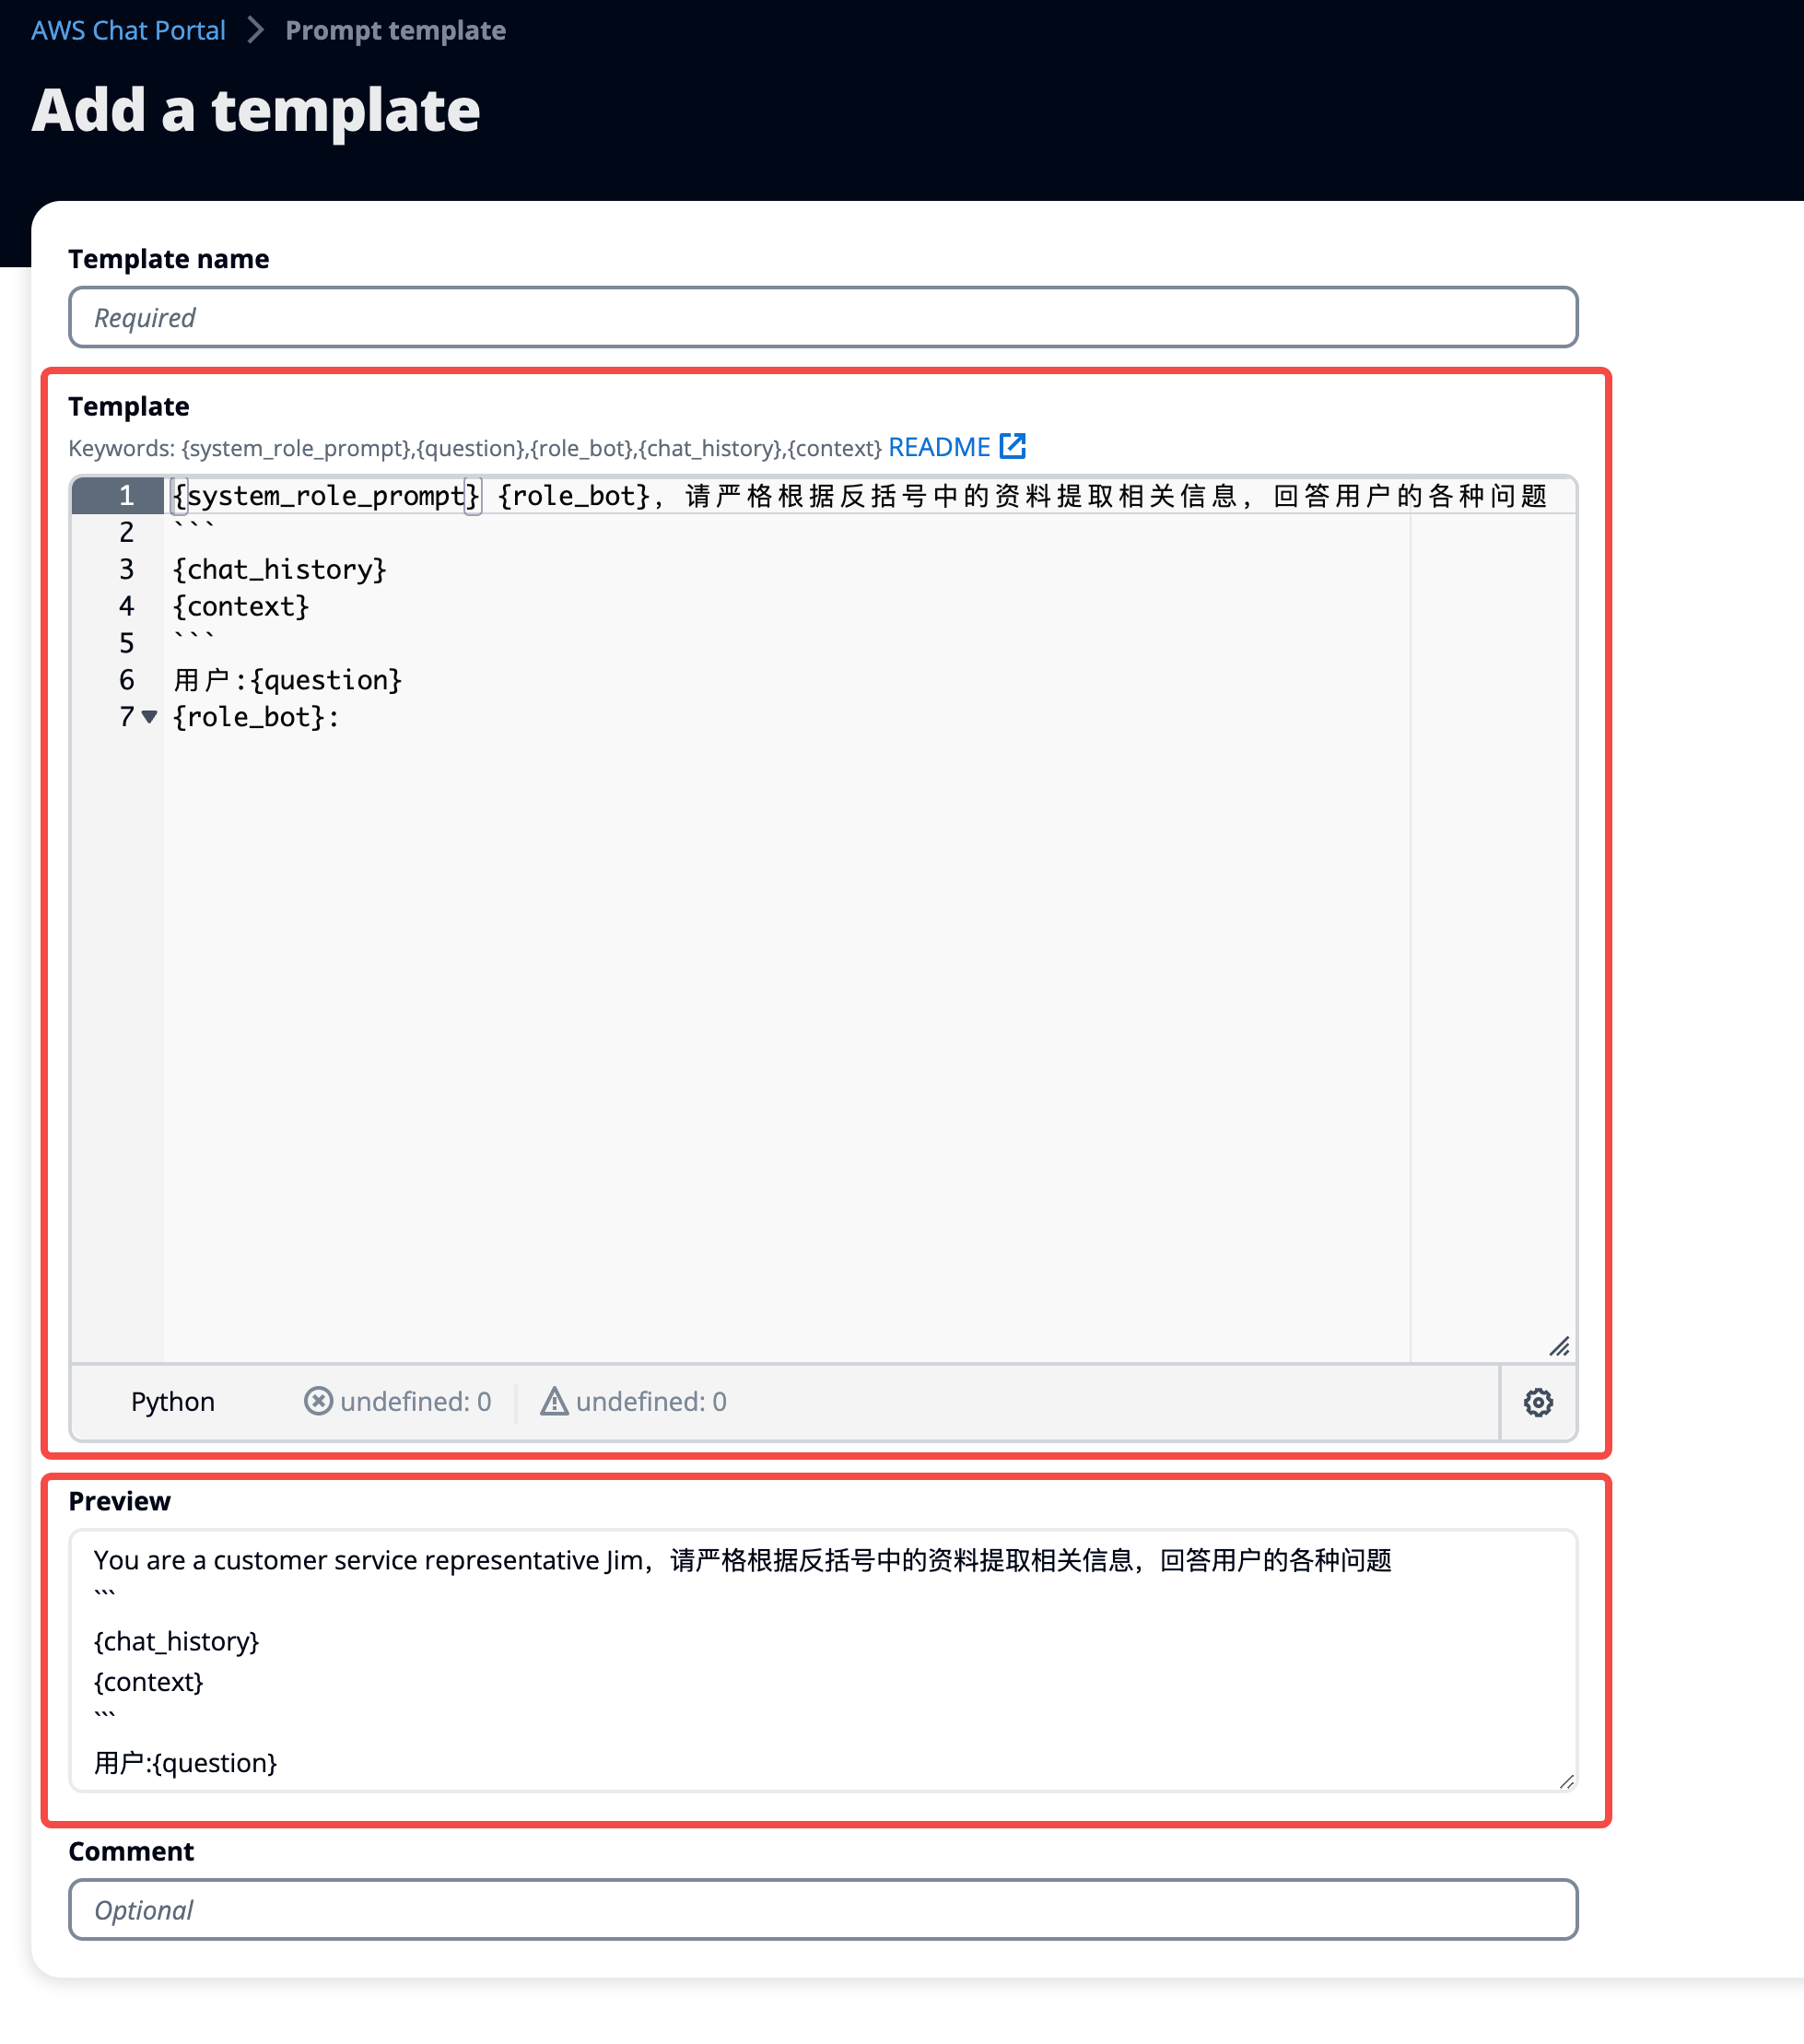 AWS Chat Portal > Prompt template
Add a template
Template name
Required
Template
Keywords: {system_role_prompt},{question},{role_bot},{chat_history},{context} README
1 {system_role_prompt} {role_bot}，请严格根据反括号中的资料提取相关信息，回答用户的各种问题
2 ```
3 {chat_history}
4 {context}
5 ```
6 用户:{question}
7 {role_bot}:
Python undefined: 0 undefined: 0
Preview
You are a customer service representative Jim，请严格根据反括号中的资料提取相关信息，回答用户的各种问题
```
{chat_history}
{context}
```
用户:{question}
Comment
Optional